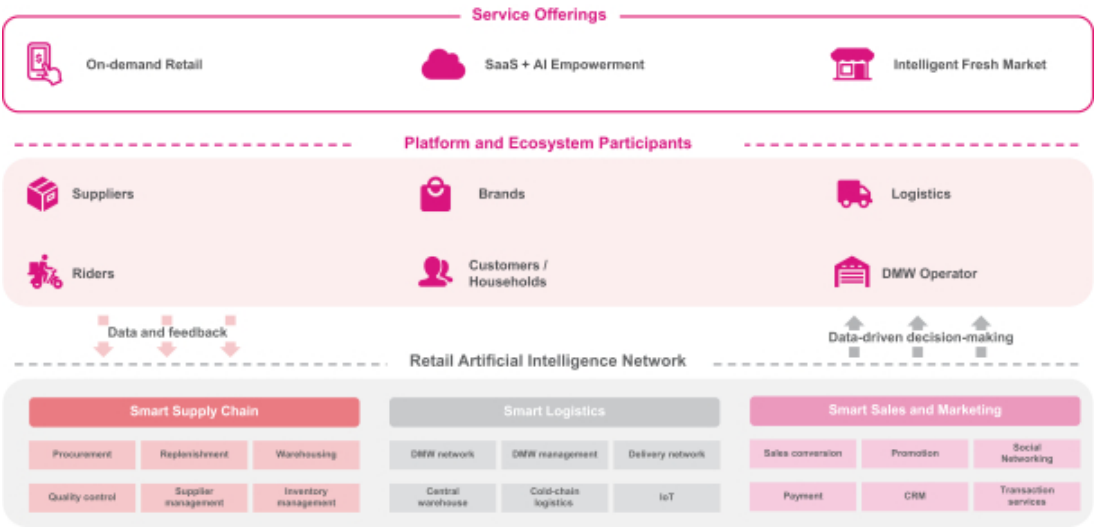 Service Offerings
On-demand Retail
SaaS + AI Empowerment
Intelligent Fresh Market
Platform and Ecosystem Participants
Suppliers
Brands
Logistics
Riders
Customers /
Households
DMW Operator
Data and feedback
Data-driven decision-making
Retail Artificial Intelligence Network
Smart Supply Chain
Smart Logistics
Smart Sales and Marketing
Procurement
Replenishment
Warehousing
DMW network
DMW management
Delivery network
Sales conversion
Promotion
Social
Networking
Quality control
Supplier
management
Inventory
management
Central
warehouse
Cold-chain
logistics
IoT
Payment
CRM
Transaction
services